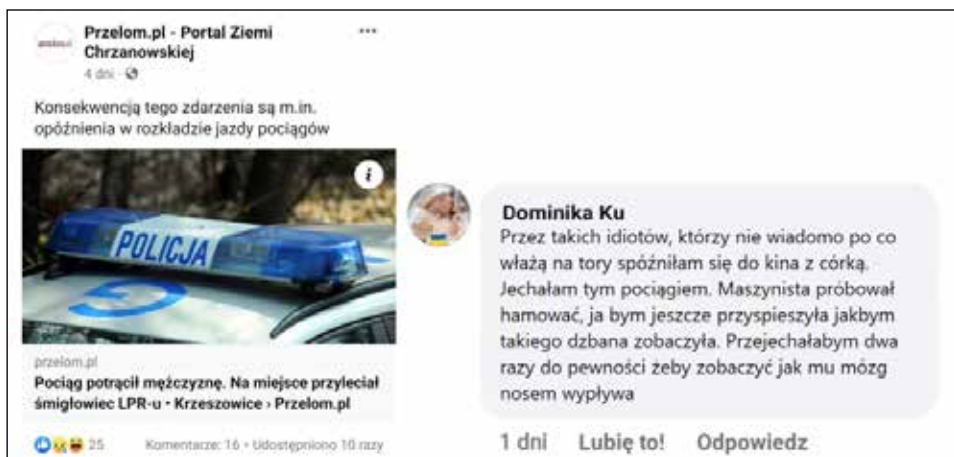 Przelom.pl - Portal Ziemi
Chrzanowskiej
4 dni
Konsekwencją tego zdarzenia są m.in.
opóźnienia w rozkładzie jazdy pociągów
i
POLICJA
przelom.pl
Pociąg potrącił mężczyznę. Na miejsce przyleciał
śmigłowiec LPR-u • Krzeszowice › Przelom.pl
25 Komentarze: 16 • Udostępniono 10 razy
Dominika Ku
Przez takich idiotów, którzy nie wiadomo po co
włażą na tory spóźniłam się do kina z córką.
Jechałam tym pociągiem. Maszynista próbował
hamować, ja bym jeszcze przyspieszyła jakbym
takiego dzbana zobaczyła. Przejechałabym dwa
razy do pewności żeby zobaczyć jak mu mózg
nosem wypływa
1 dni Lubię to! Odpowiedz